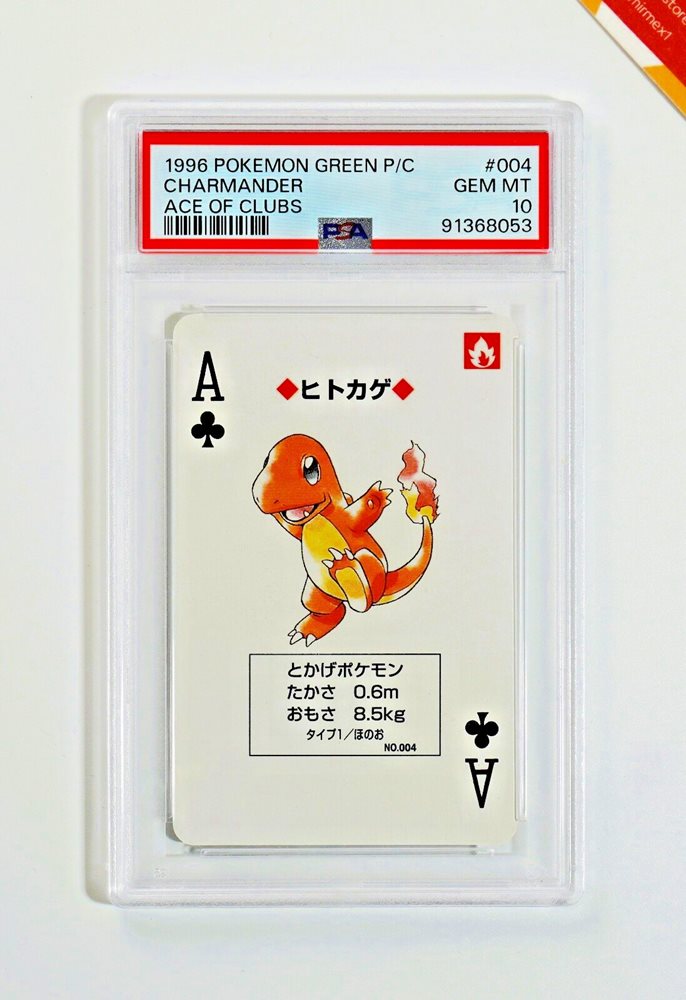 store
nirmex1
1996 POKEMON GREEN P/C #004
CHARMANDER GEM MT
ACE OF CLUBS 10
PSA 91368053
A
◆ヒトカゲ◆
とかげポケモン
たかさ 0.6m
おもさ 8.5kg
タイプ1/ほのお
NO.004
A